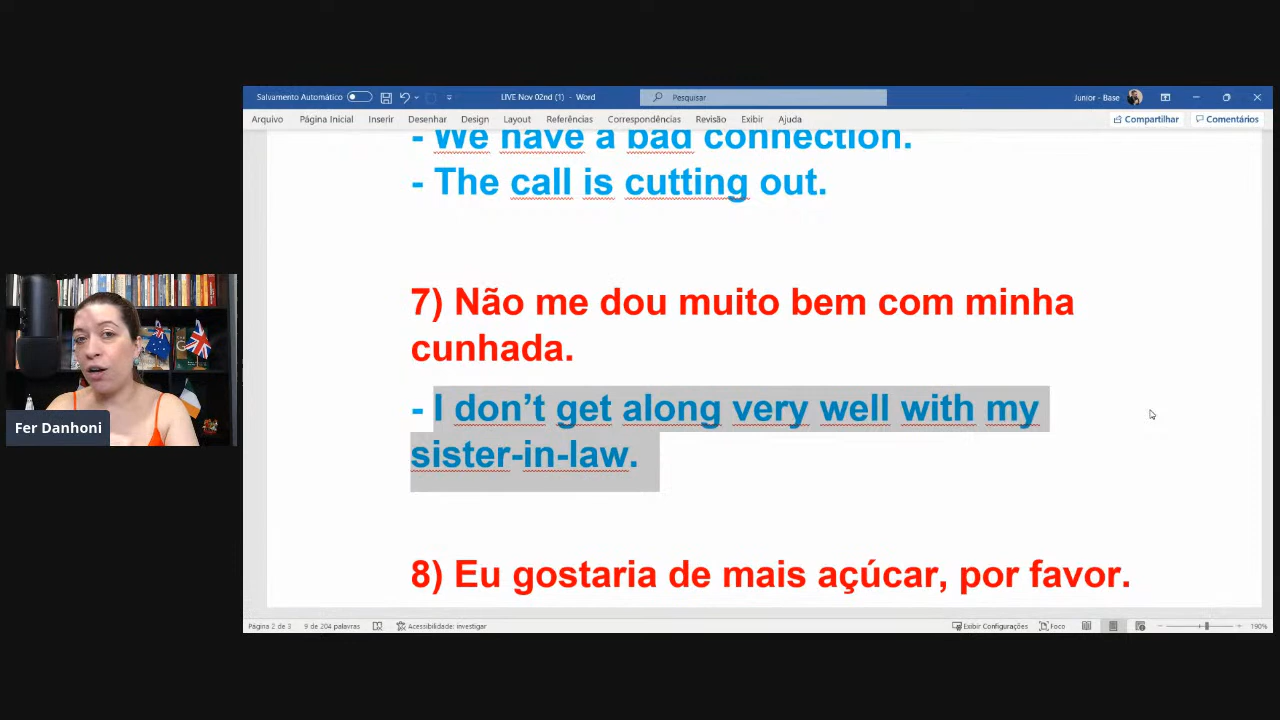 Salvamento Automático
LIVE Nov 02nd (1) - Word
Pesquisar
Junior - Base
Arquivo Página Inicial Inserir Desenhar Design Layout Referências Correspondências Revisão Exibir Ajuda Compartilhar Comentários
- We have a bad connection.
- The call is cutting out.
7) Não me dou muito bem com minha
cunhada.
- I don't get along very well with my
sister-in-law.
8) Eu gostaria de mais açúcar, por favor.
Fer Danhoni
Página 2 de 3 9 de 204 palavras Acessibilidade: investigar Exibir Configurações Foco 190%